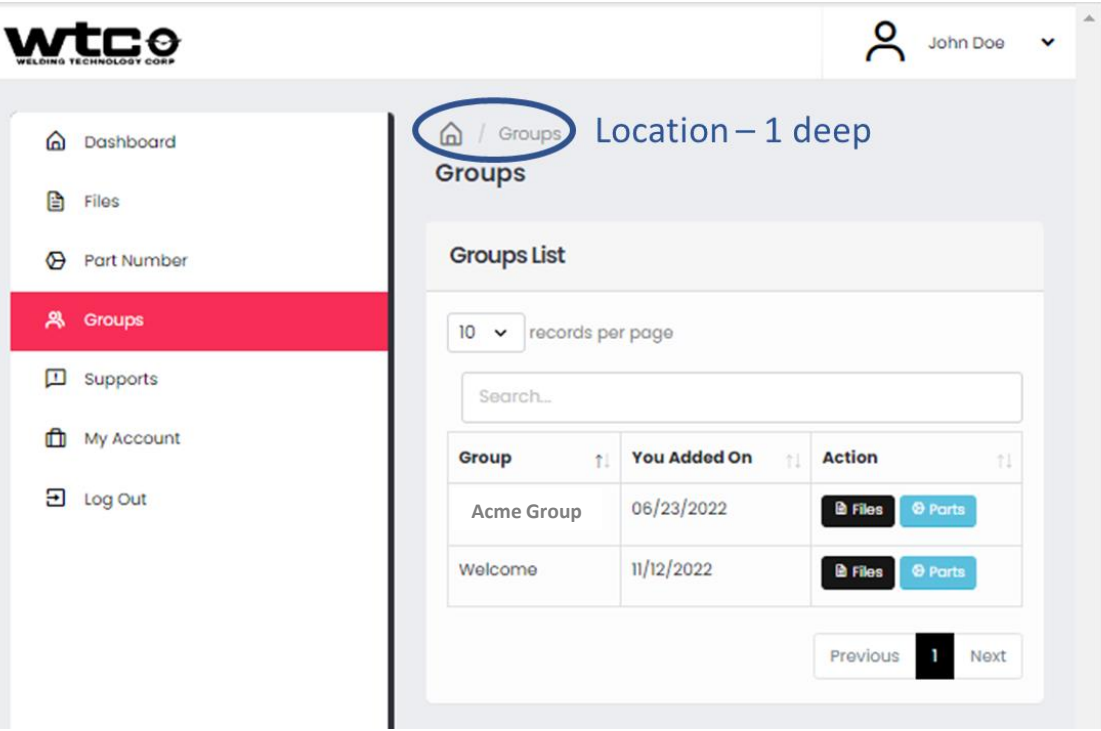 wtco
WELDING TECHNOLOGY CORP
John Doe
Dashboard
Files
Part Number
Groups
Supports
My Account
Log Out
/ Groups
Location – 1 deep
Groups
Groups List
10 records per page
Search...
Group You Added On Action
Acme Group 06/23/2022 Files Parts
Welcome 11/12/2022 Files Parts
Previous 1 Next